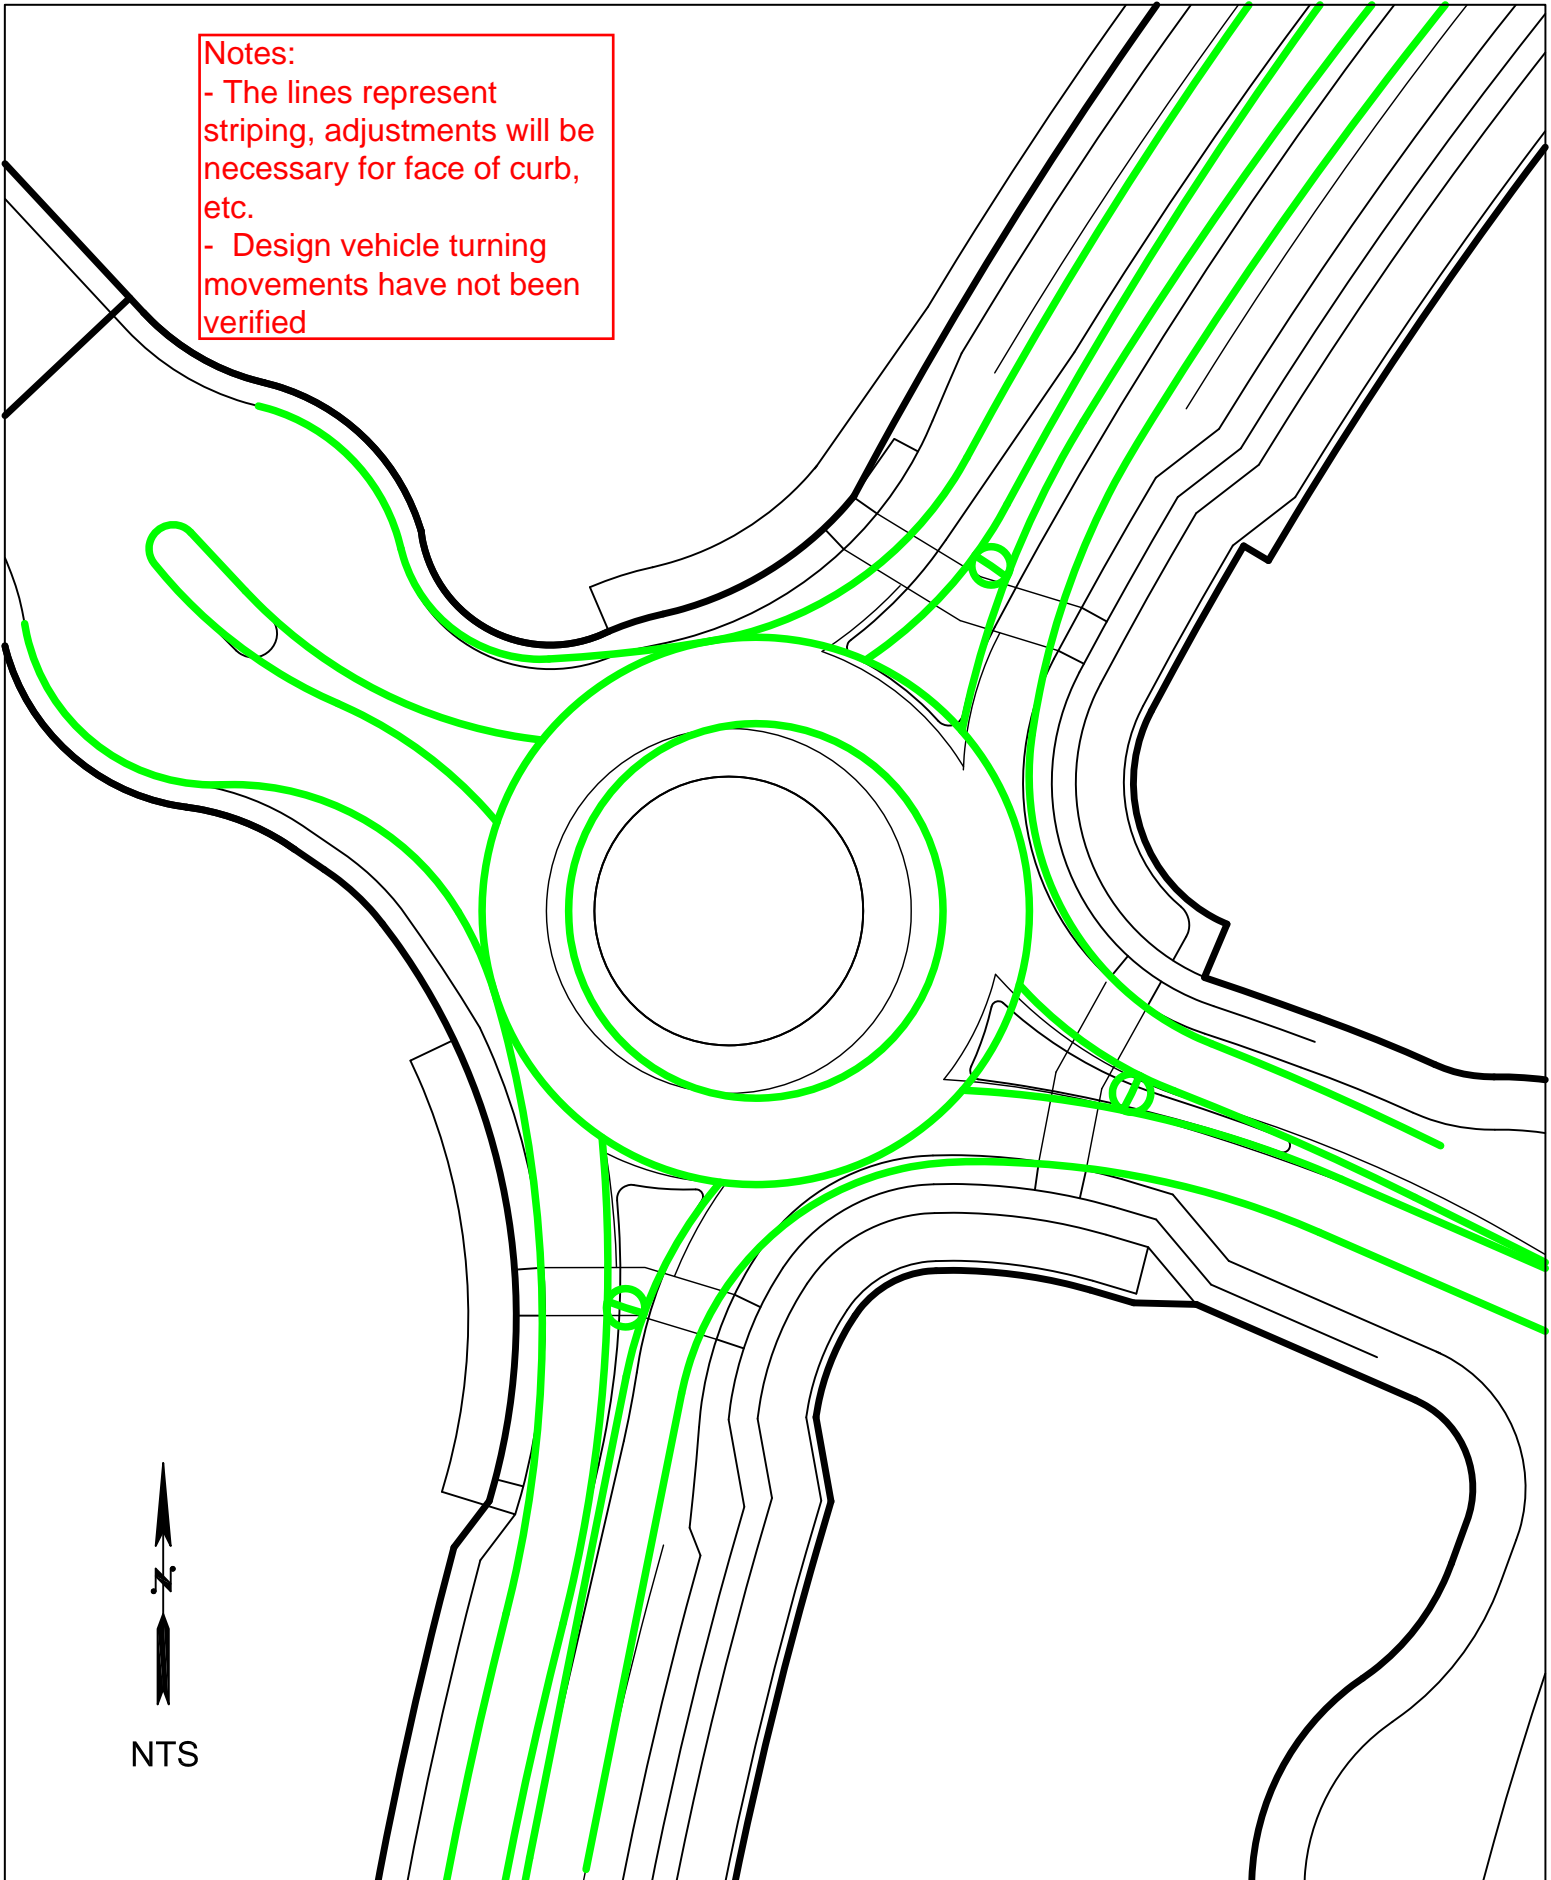 Notes:
- The lines represent
striping, adjustments will be
necessary for face of curb,
etc.
-  Design vehicle turning
movements have not been
verified
N
NTS